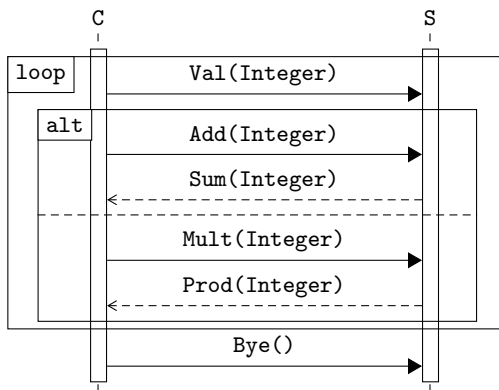 C S
loop
Val(Integer)
alt
Add(Integer)
Sum(Integer)
Mult(Integer)
Prod(Integer)
Bye()